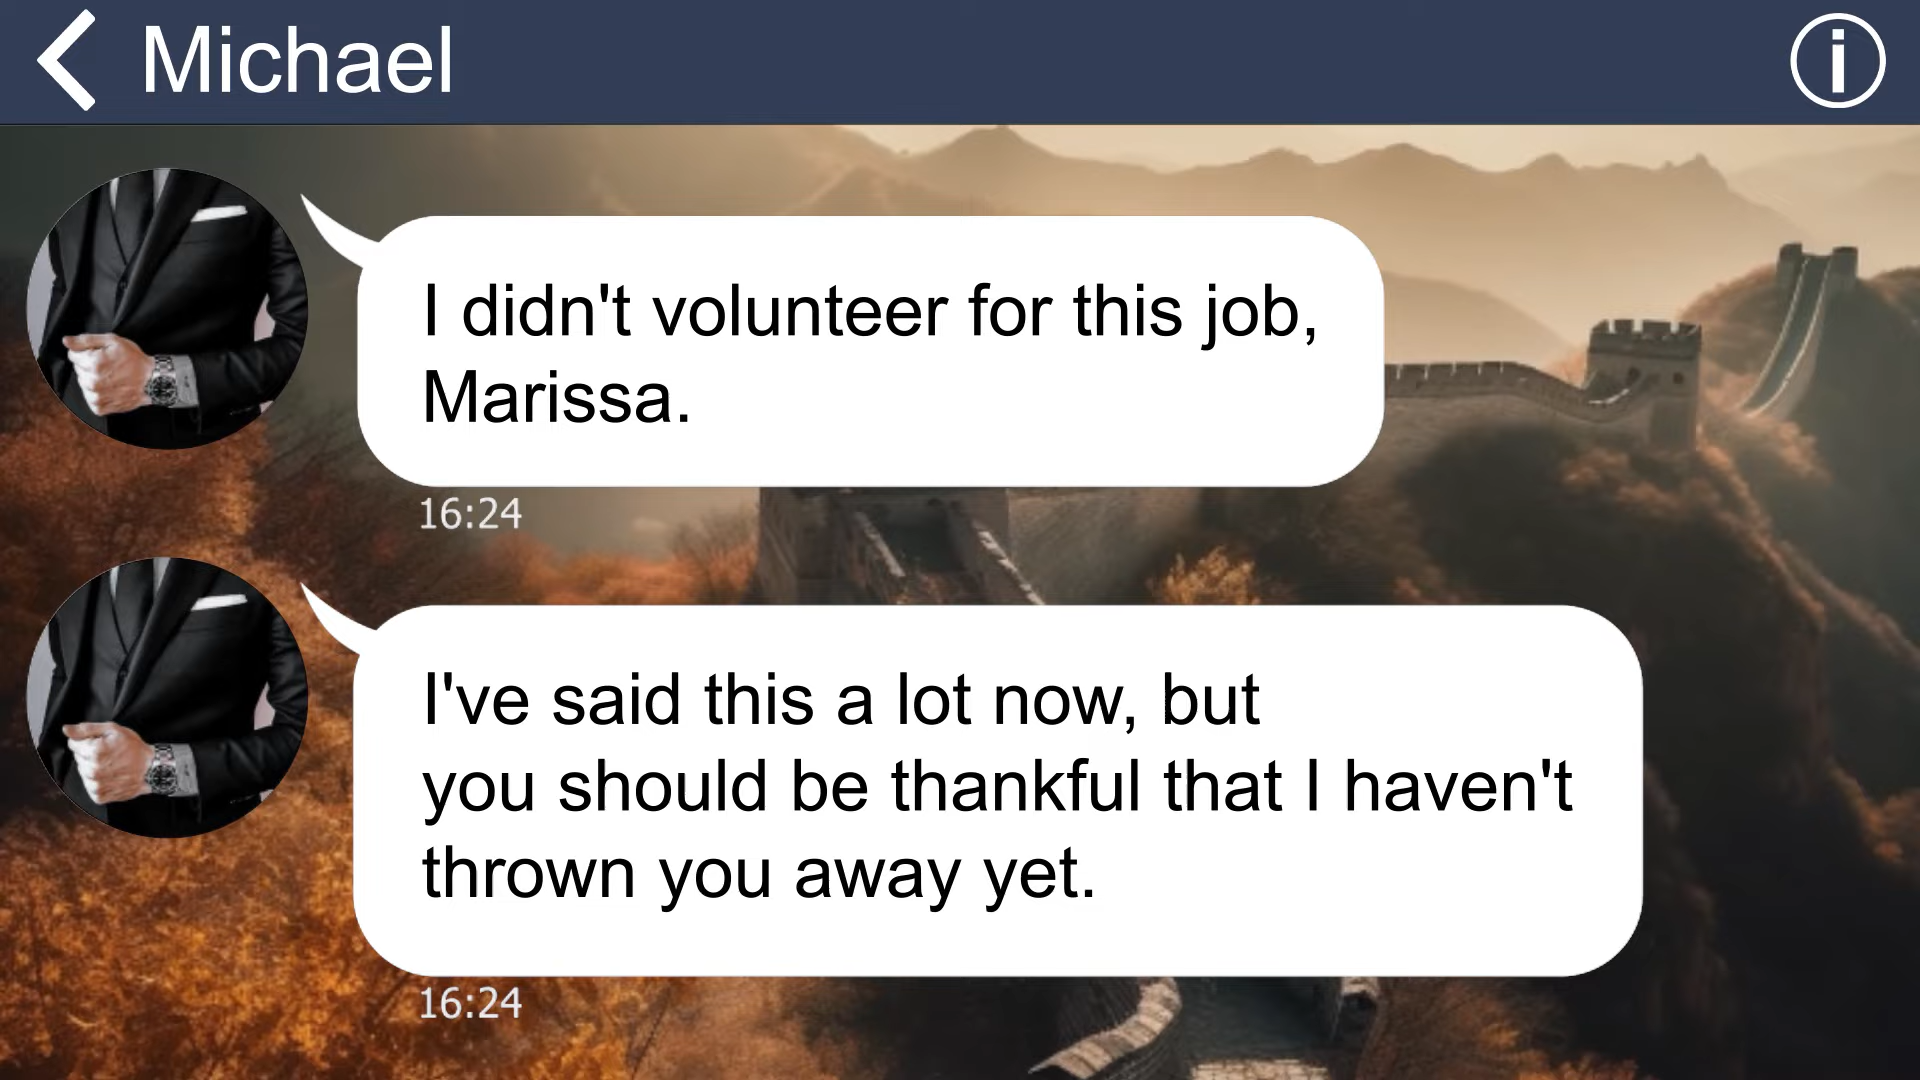 Michael
I didn't volunteer for this job,
Marissa.
16:24
I've said this a lot now, but
you should be thankful that I haven't
thrown you away yet.
16:24